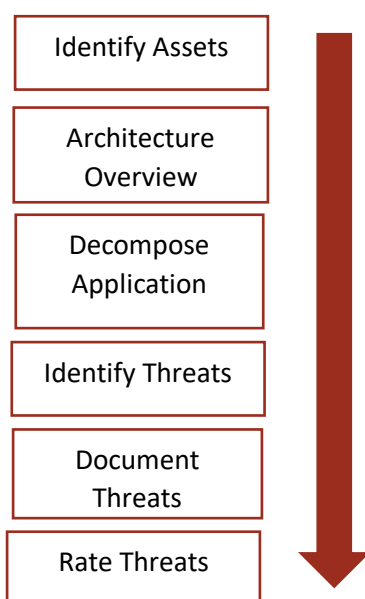 Identify Assets
Architecture
Overview
Decompose
Application
Identify Threats
Document
Threats
Rate Threats